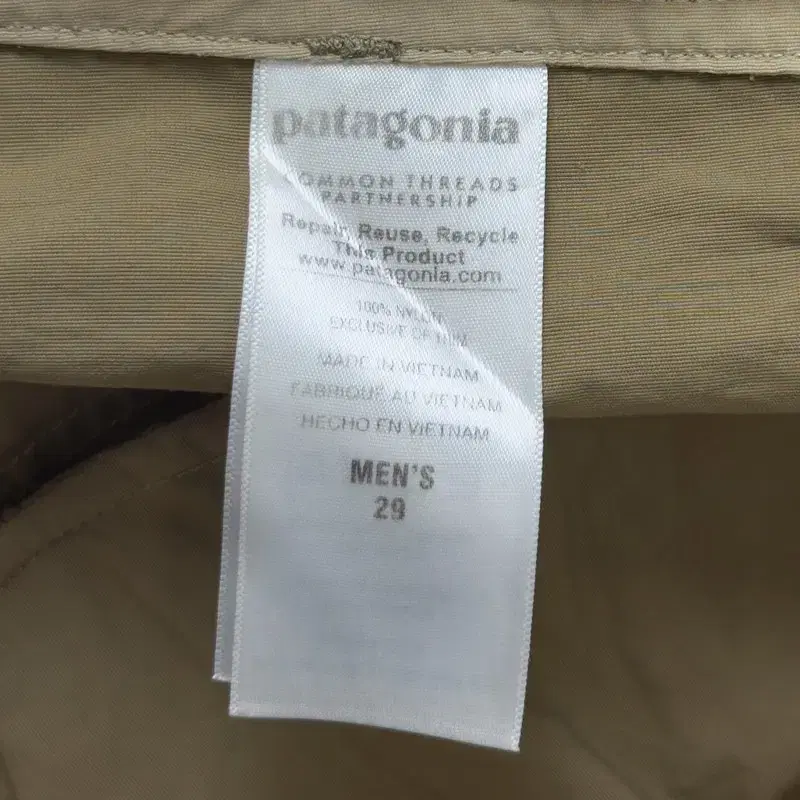 patagonia
COMMON THREADS
PARTNERSHIP
Repair, Reuse, Recycle
This Product
www.patagonia.com
100% NYLON
EXCLUSIVE OF TRIM
MADE IN VIETNAM
FABRIQUÉ AU VIETNAM
HECHO EN VIETNAM
MEN'S
29